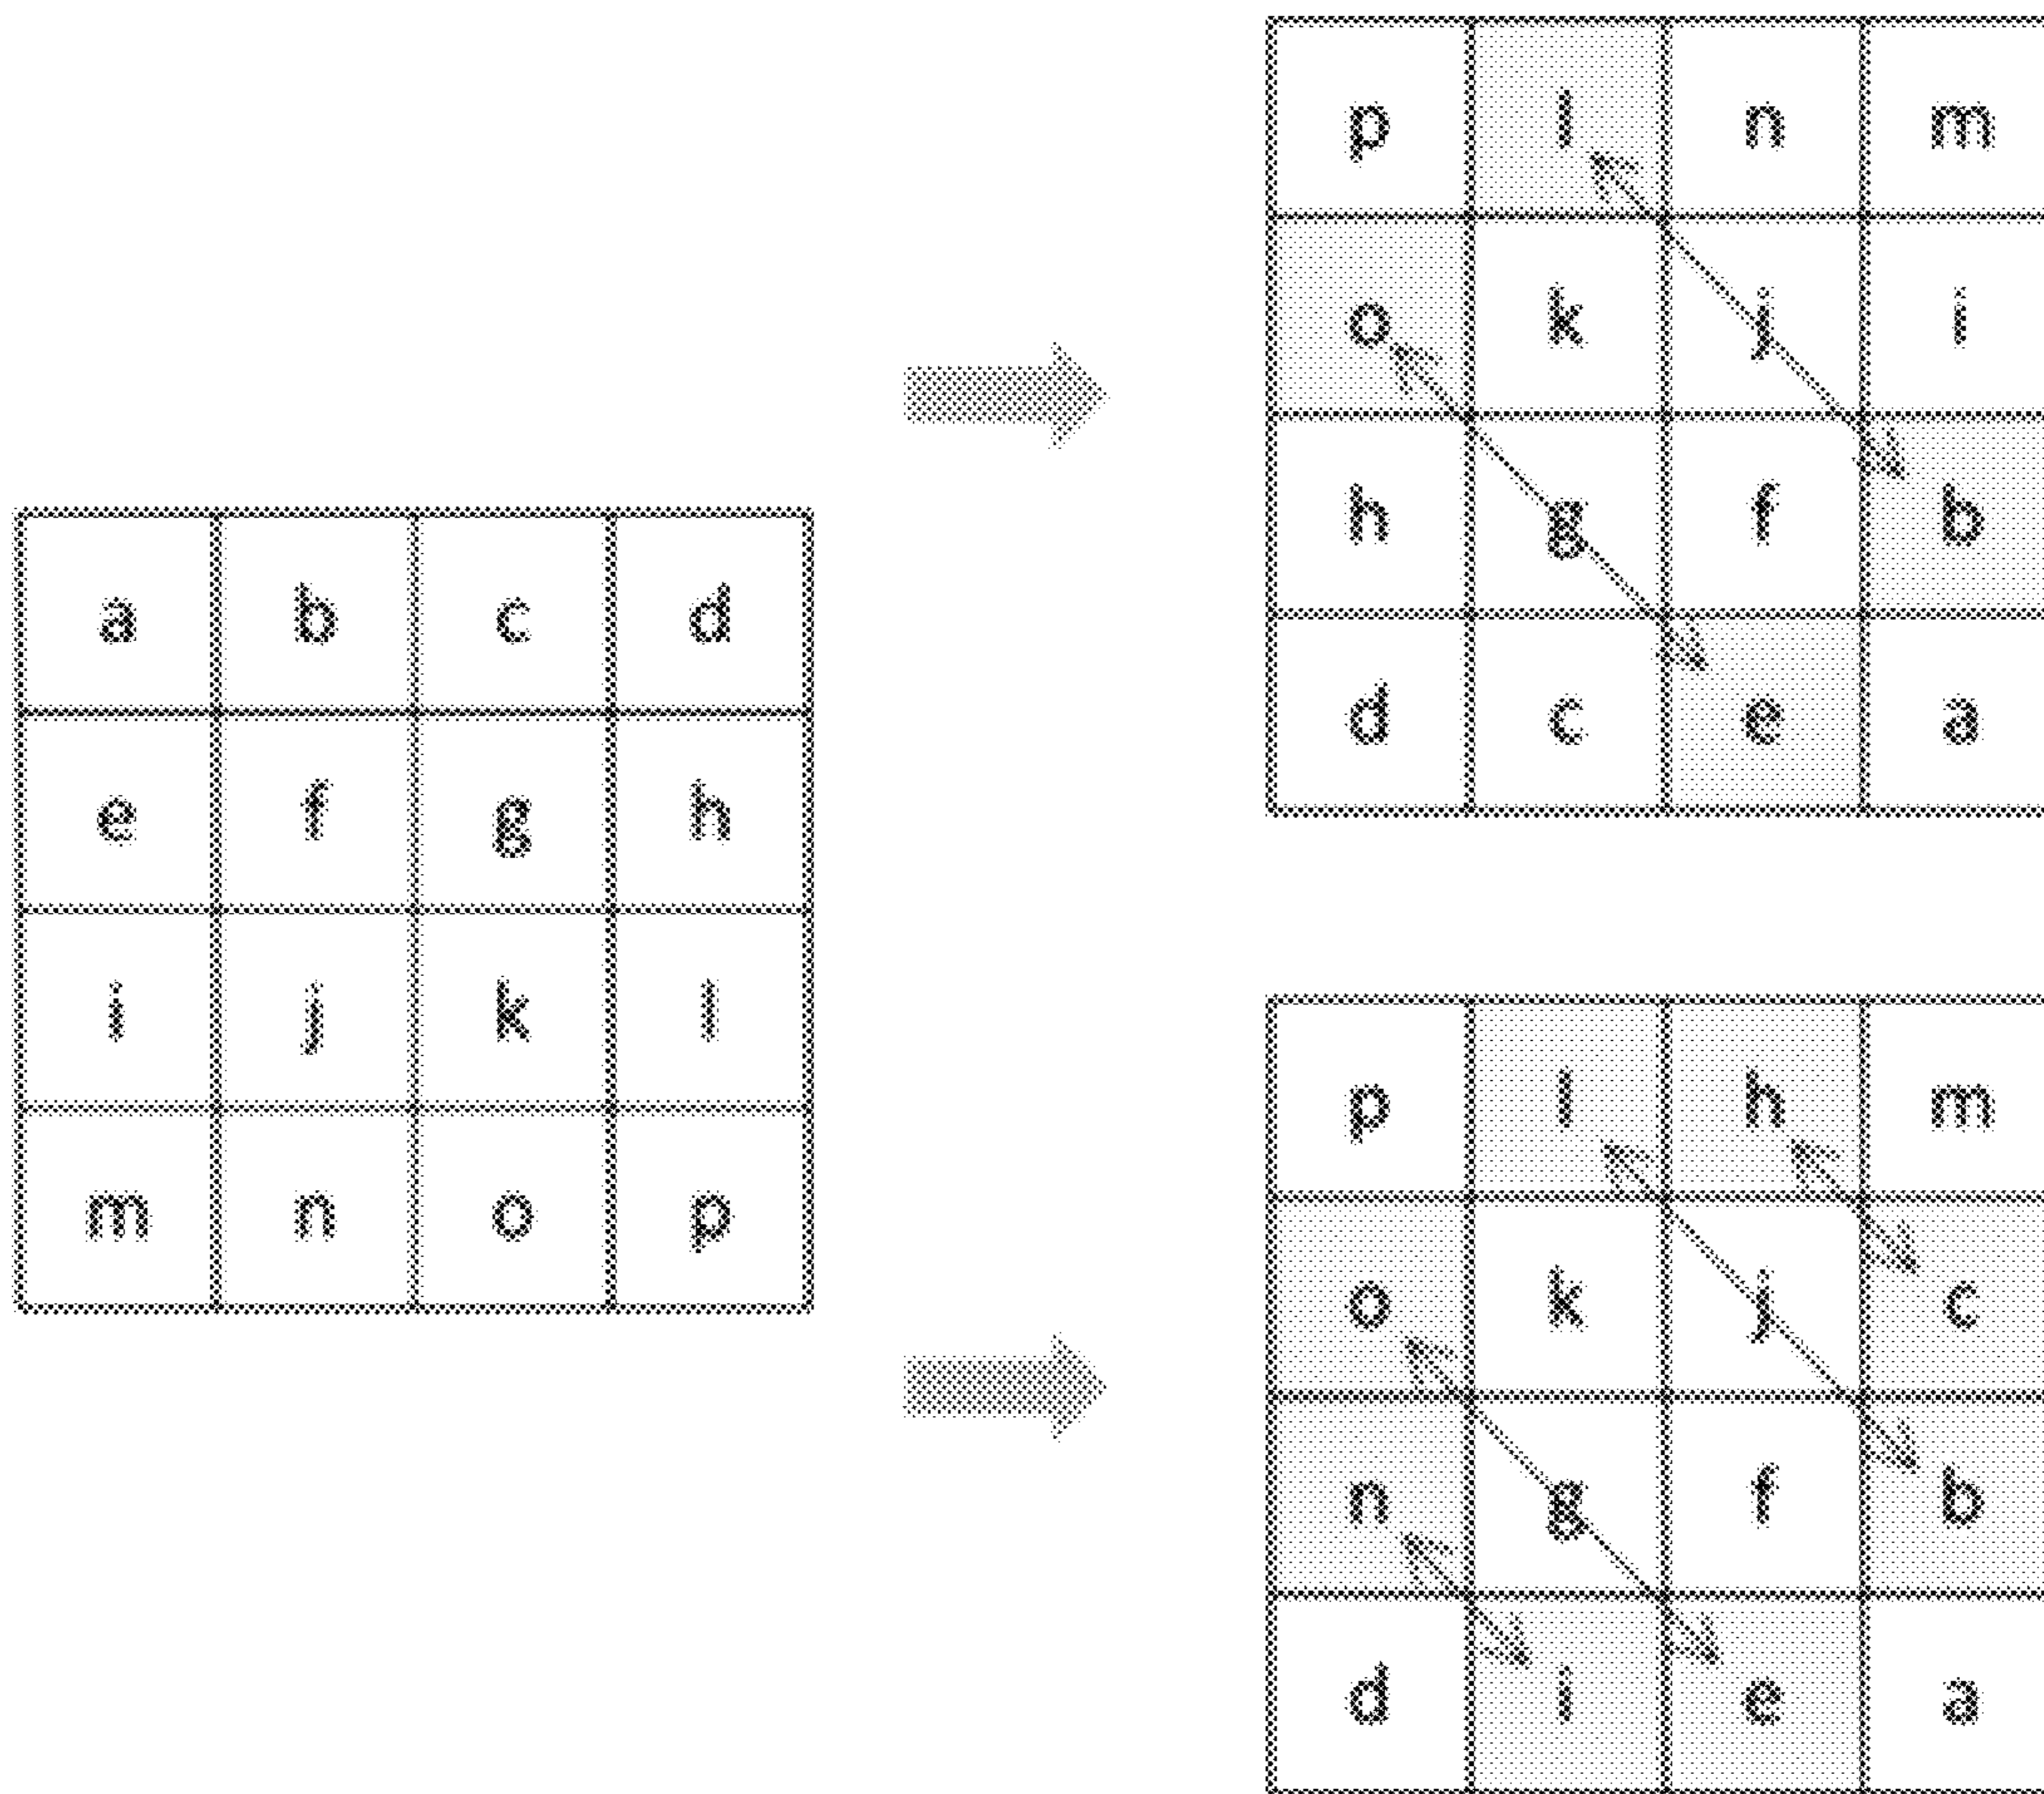 a b c d
e f g h
i j k l
m n o p
p l n m
o k j i
h g f b
d c e a
p l h m
o k j c
n g f b
d i e a